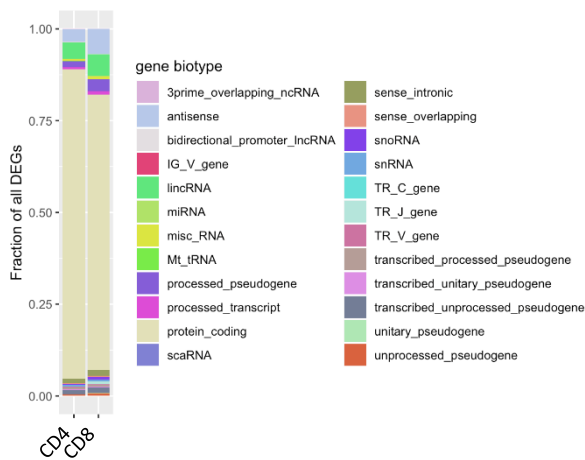 Fraction of all DEGs
1.00
0.75
0.50
0.25
0.00
CD4
CD8
gene biotype
3prime_overlapping_ncRNA
antisense
bidirectional_promoter_lncRNA
IG_V_gene
lincRNA
miRNA
misc_RNA
Mt_tRNA
processed_pseudogene
processed_transcript
protein_coding
scaRNA
sense_intronic
sense_overlapping
snoRNA
snRNA
TR_C_gene
TR_J_gene
TR_V_gene
transcribed_processed_pseudogene
transcribed_unitary_pseudogene
transcribed_unprocessed_pseudogene
unitary_pseudogene
unprocessed_pseudogene